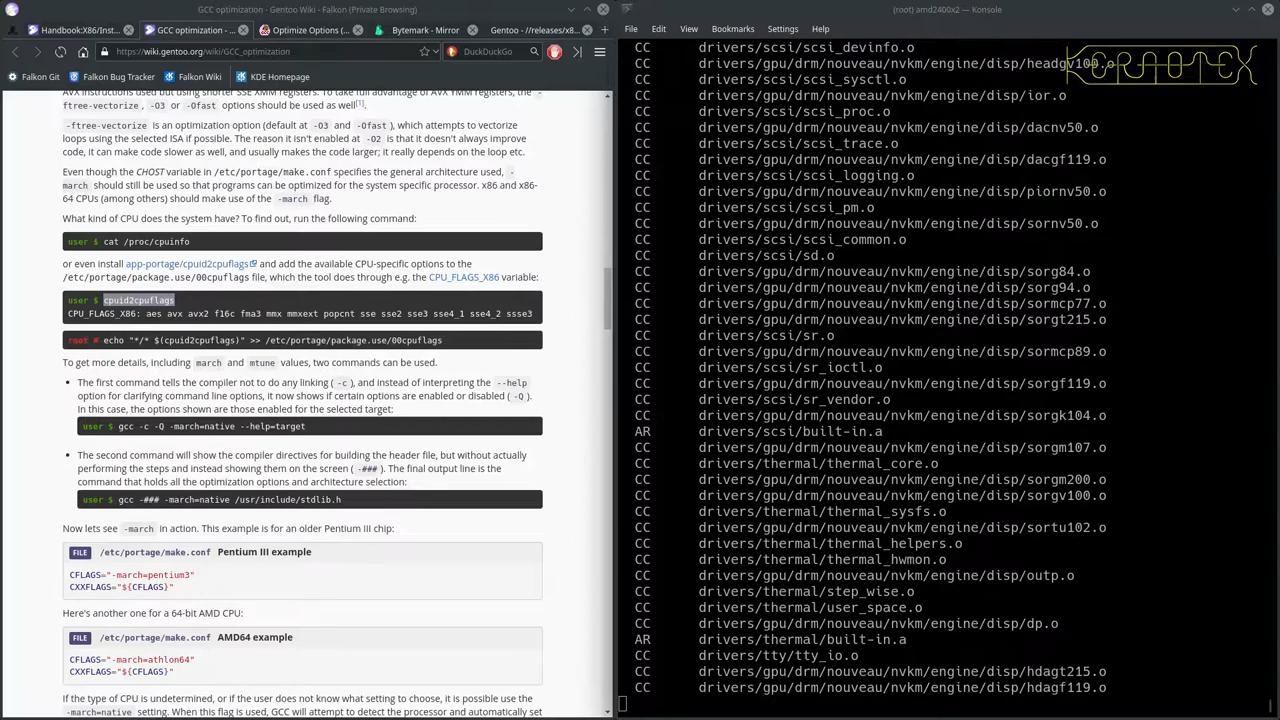 GCC optimization - Gentoo Wiki - Falkon (Private Browsing)
Handbook:X86/Inst...
GCC optimization - ...
Optimize Options (...
Bytemark - Mirror ...
Gentoo - /releases/x8...
https://wiki.gentoo.org/wiki/GCC_optimization
DuckDuckGo
Falkon Git
Falkon Bug Tracker
Falkon Wiki
KDE Homepage
AVX instructions used but using shorter SSE XMM registers. To take full advantage of AVX YMM registers, the -
ftree-vectorize, -O3 or -Ofast options should be used as well[1].
-ftree-vectorize is an optimization option (default at -O3 and -Ofast), which attempts to vectorize
loops using the selected ISA if possible. The reason it isn't enabled at -O2 is that it doesn't always improve
code, it can make code slower as well, and usually makes the code larger; it really depends on the loop etc.
Even though the CHOST variable in /etc/portage/make.conf specifies the general architecture used, -
march should still be used so that programs can be optimized for the system specific processor. x86 and x86-
64 CPUs (among others) should make use of the -march flag.
What kind of CPU does the system have? To find out, run the following command:
user $ cat /proc/cpuinfo
or even install app-portage/cpuid2cpuflags and add the available CPU-specific options to the
/etc/portage/package.use/00cpuflags file, which the tool does through e.g. the CPU_FLAGS_X86 variable:
user $ cpuid2cpuflags
CPU_FLAGS_X86: aes avx avx2 f16c fma3 mmx mmxext popcnt sse sse2 sse3 sse4_1 sse4_2 ssse3
root # echo "*/* $(cpuid2cpuflags)" >> /etc/portage/package.use/00cpuflags
To get more details, including march and mtune values, two commands can be used.
The first command tells the compiler not to do any linking ( -c ), and instead of interpreting the --help
option for clarifying command line options, it now shows if certain options are enabled or disabled ( -Q ).
In this case, the options shown are those enabled for the selected target:
user $ gcc -c -Q -march=native --help=target
The second command will show the compiler directives for building the header file, but without actually
performing the steps and instead showing them on the screen ( -### ). The final output line is the
command that holds all the optimization options and architecture selection:
user $ gcc -### -march=native /usr/include/stdlib.h
Now lets see -march in action. This example is for an older Pentium III chip:
FILE /etc/portage/make.conf Pentium III example
CFLAGS="-march=pentium3"
CXXFLAGS="${CFLAGS}"
Here's another one for a 64-bit AMD CPU:
FILE /etc/portage/make.conf AMD64 example
CFLAGS="-march=athlon64"
CXXFLAGS="${CFLAGS}"
If the type of CPU is undetermined, or if the user does not know what setting to choose, it is possible use the
-march=native setting. When this flag is used, GCC will attempt to detect the processor and automatically set
(root) amd2400x2 — Konsole
File Edit View Bookmarks Settings Help
CC drivers/scsi/scsi_devinfo.o
CC drivers/gpu/drm/nouveau/nvkm/engine/disp/headgv100.o
CC drivers/scsi/scsi_sysctl.o
CC drivers/gpu/drm/nouveau/nvkm/engine/disp/ior.o
CC drivers/scsi/scsi_proc.o
CC drivers/gpu/drm/nouveau/nvkm/engine/disp/dacnv50.o
CC drivers/scsi/scsi_trace.o
CC drivers/gpu/drm/nouveau/nvkm/engine/disp/dacgf119.o
CC drivers/scsi/scsi_logging.o
CC drivers/gpu/drm/nouveau/nvkm/engine/disp/piornv50.o
CC drivers/scsi/scsi_pm.o
CC drivers/gpu/drm/nouveau/nvkm/engine/disp/sornv50.o
CC drivers/scsi/scsi_common.o
CC drivers/scsi/sd.o
CC drivers/gpu/drm/nouveau/nvkm/engine/disp/sorg84.o
CC drivers/gpu/drm/nouveau/nvkm/engine/disp/sorg94.o
CC drivers/gpu/drm/nouveau/nvkm/engine/disp/sormcp77.o
CC drivers/gpu/drm/nouveau/nvkm/engine/disp/sorgt215.o
CC drivers/scsi/sr.o
CC drivers/gpu/drm/nouveau/nvkm/engine/disp/sormcp89.o
CC drivers/scsi/sr_ioctl.o
CC drivers/gpu/drm/nouveau/nvkm/engine/disp/sorgf119.o
CC drivers/scsi/sr_vendor.o
CC drivers/gpu/drm/nouveau/nvkm/engine/disp/sorgk104.o
AR drivers/scsi/built-in.a
CC drivers/gpu/drm/nouveau/nvkm/engine/disp/sorgm107.o
CC drivers/thermal/thermal_core.o
CC drivers/gpu/drm/nouveau/nvkm/engine/disp/sorgm200.o
CC drivers/gpu/drm/nouveau/nvkm/engine/disp/sorgv100.o
CC drivers/thermal/thermal_sysfs.o
CC drivers/gpu/drm/nouveau/nvkm/engine/disp/sortu102.o
CC drivers/thermal/thermal_helpers.o
CC drivers/thermal/thermal_hwmon.o
CC drivers/gpu/drm/nouveau/nvkm/engine/disp/outp.o
CC drivers/thermal/step_wise.o
CC drivers/thermal/user_space.o
CC drivers/gpu/drm/nouveau/nvkm/engine/disp/dp.o
AR drivers/thermal/built-in.a
CC drivers/tty/tty_io.o
CC drivers/gpu/drm/nouveau/nvkm/engine/disp/hdagt215.o
CC drivers/gpu/drm/nouveau/nvkm/engine/disp/hdagf119.o